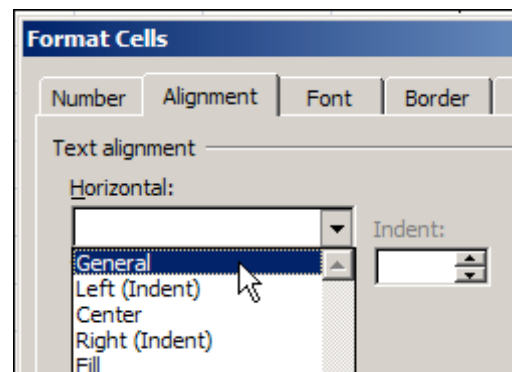 Format Cells
Number Alignment Font Border
Text alignment
Horizontal:
Indent:
General
Left (Indent)
Center
Right (Indent)
Fill